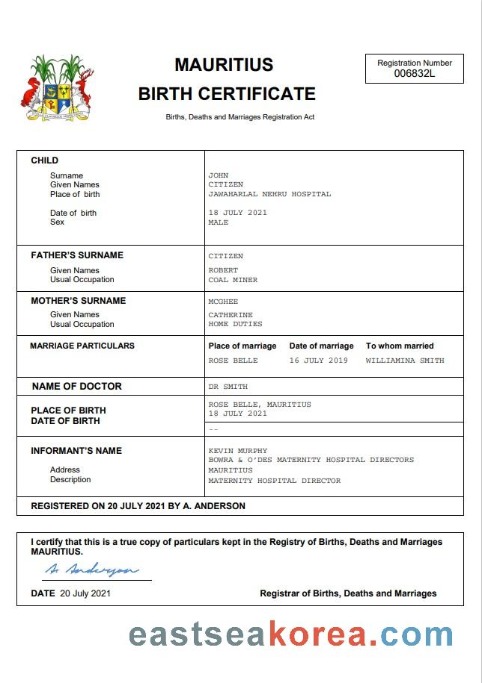 MAURITIUS
BIRTH CERTIFICATE
Births, Deaths and Marriages Registration Act
Registration Number
006832L
CHILD
Surname JOHN
Given Names CITIZEN
Place of birth JAWAHARLAL NEHRU HOSPITAL
Date of birth 18 JULY 2021
Sex MALE
FATHER'S SURNAME CITIZEN
Given Names ROBERT
Usual Occupation COAL MINER
MOTHER'S SURNAME MCGHEE
Given Names CATHERINE
Usual Occupation HOME DUTIES
MARRIAGE PARTICULARS Place of marriage Date of marriage To whom married
ROSE BELLE 16 JULY 2019 WILLIAMINA SMITH
NAME OF DOCTOR DR SMITH
PLACE OF BIRTH ROSE BELLE, MAURITIUS
DATE OF BIRTH 18 JULY 2021
--
INFORMANT'S NAME KEVIN MURPHY
BOWRA & O'DES MATERNITY HOSPITAL DIRECTORS
Address MAURITIUS
Description MATERNITY HOSPITAL DIRECTOR
REGISTERED ON 20 JULY 2021 BY A. ANDERSON
I certify that this is a true copy of particulars kept in the Registry of Births, Deaths and Marriages
MAURITIUS.
A. Anderson
DATE 20 July 2021 Registrar of Births, Deaths and Marriages
eastseakorea.com